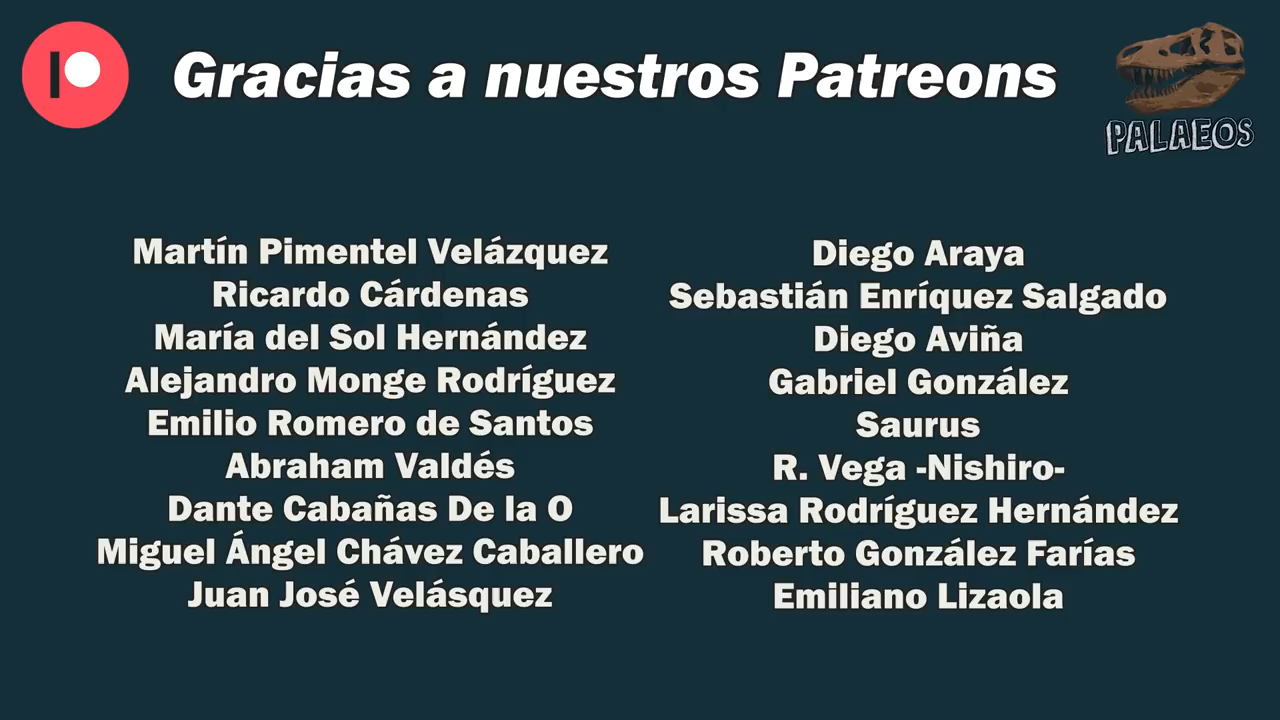 Gracias a nuestros Patreons
PALAEOS
Martín Pimentel Velázquez
Ricardo Cárdenas
María del Sol Hernández
Alejandro Monge Rodríguez
Emilio Romero de Santos
Abraham Valdés
Dante Cabañas De la O
Miguel Ángel Chávez Caballero
Juan José Velásquez
Diego Araya
Sebastián Enríquez Salgado
Diego Aviña
Gabriel González
Saurus
R. Vega -Nishiro-
Larissa Rodríguez Hernández
Roberto González Farías
Emiliano Lizaola